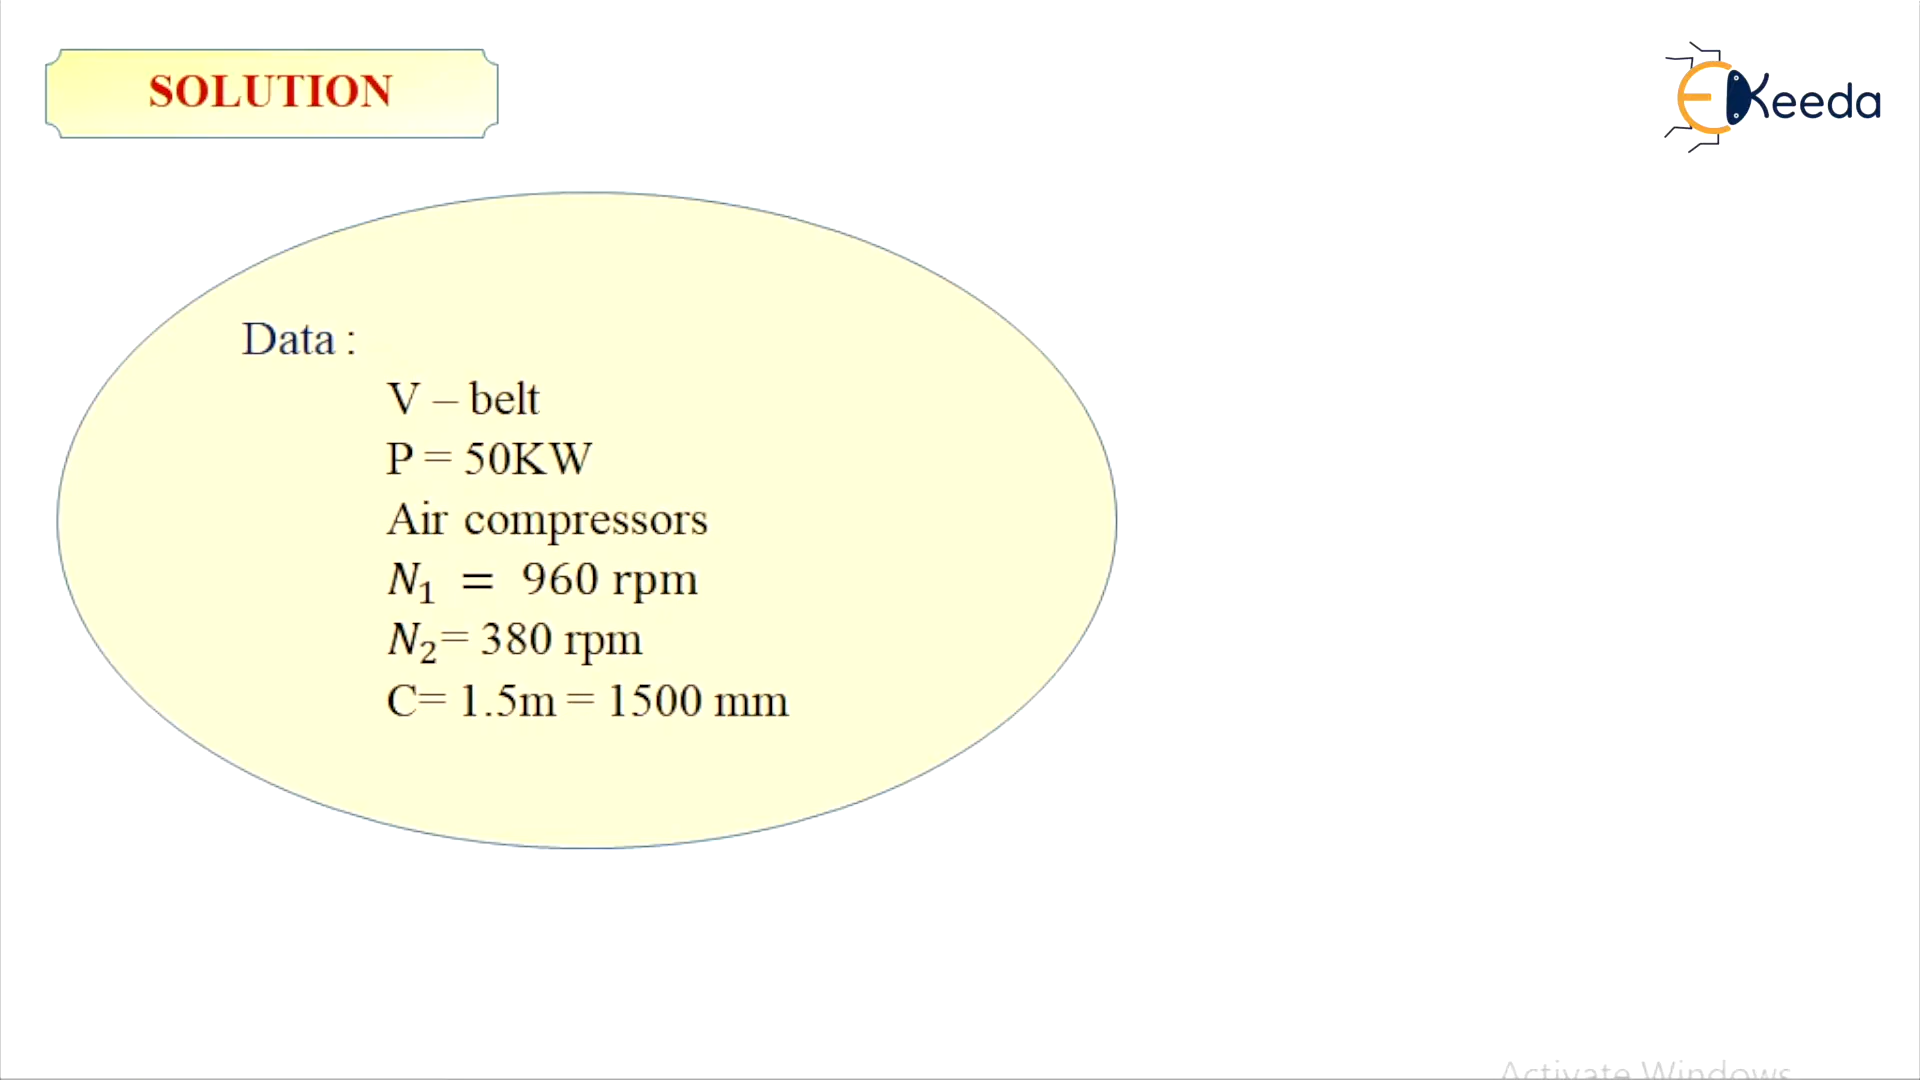 SOLUTION
EKeeda
Data :
V – belt
P = 50KW
Air compressors
N₁ = 960 rpm
N₂= 380 rpm
C= 1.5m = 1500 mm
Activate Windows